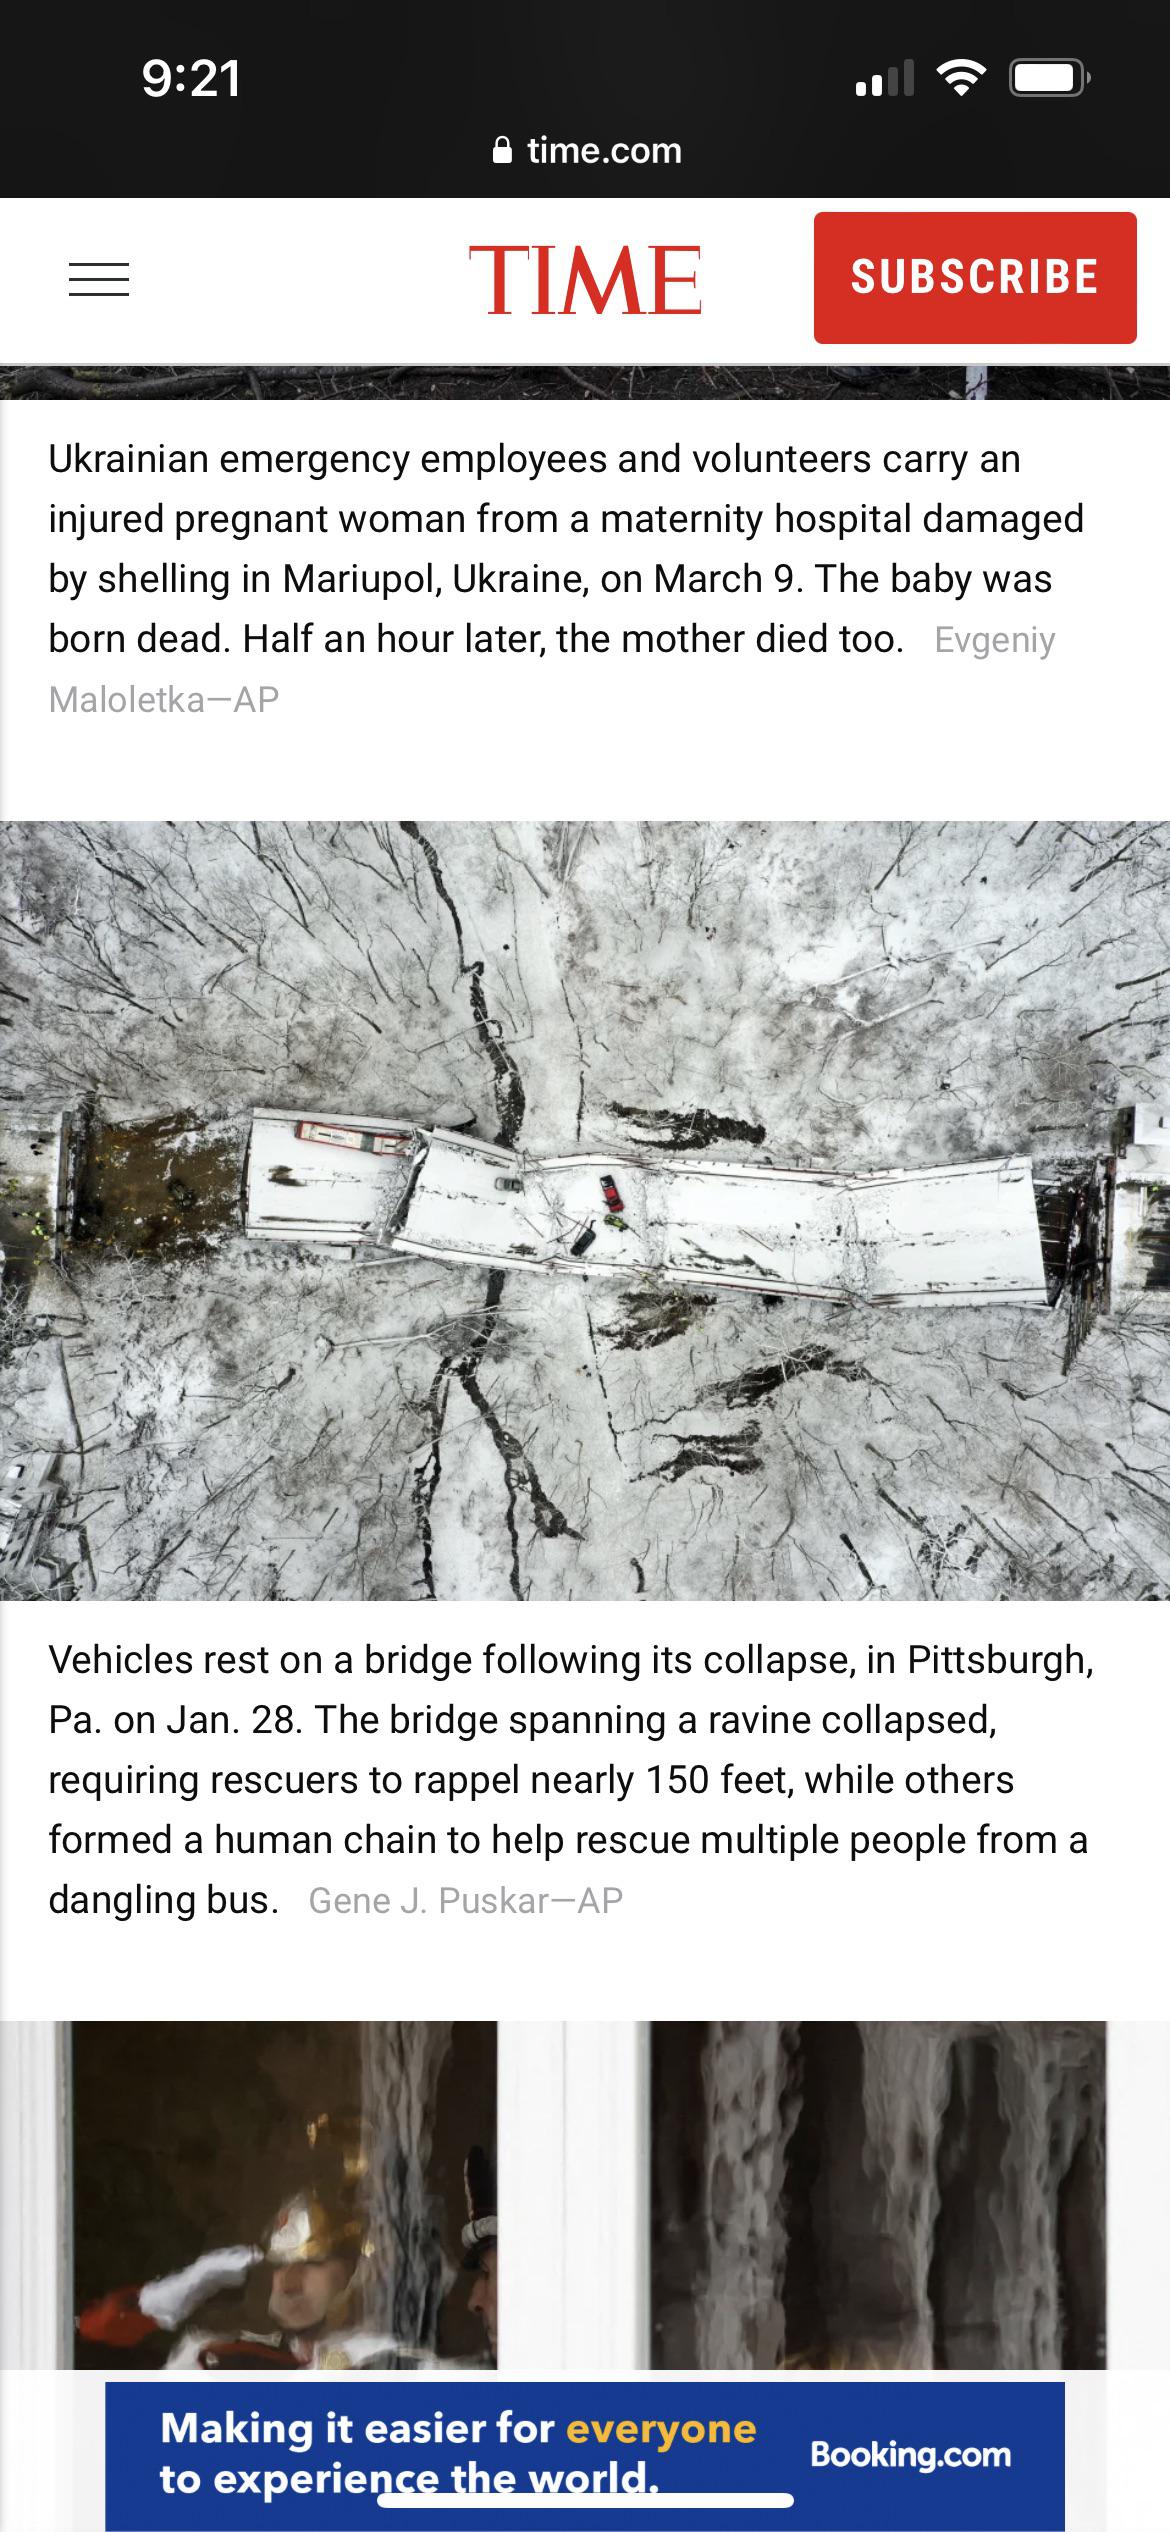 9:21
time.com
TIME
SUBSCRIBE
Ukrainian emergency employees and volunteers carry an
injured pregnant woman from a maternity hospital damaged
by shelling in Mariupol, Ukraine, on March 9. The baby was
born dead. Half an hour later, the mother died too. Evgeniy
Maloletka—AP
Vehicles rest on a bridge following its collapse, in Pittsburgh,
Pa. on Jan. 28. The bridge spanning a ravine collapsed,
requiring rescuers to rappel nearly 150 feet, while others
formed a human chain to help rescue multiple people from a
dangling bus. Gene J. Puskar—AP
Making it easier for everyone
to experience the world.
Booking.com